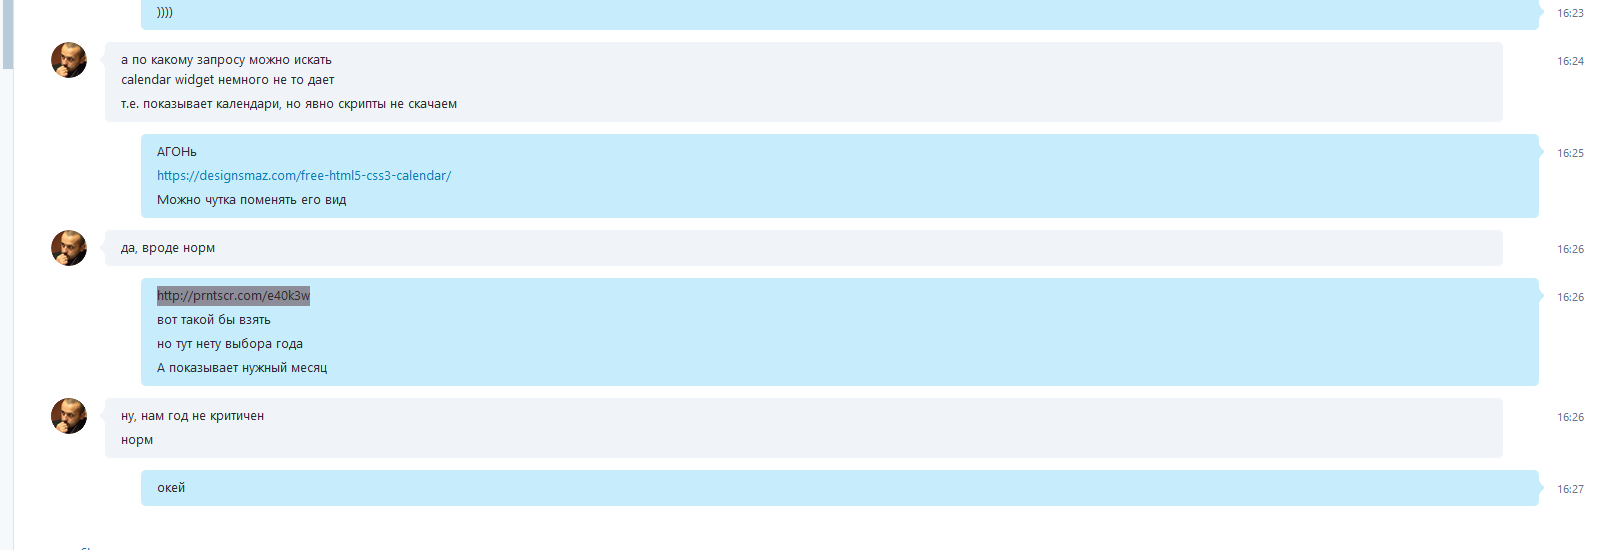 ))))
16:23
а по какому запросу можно искать
16:24
calendar widget немного не то дает
т.е. показывает календари, но явно скрипты не скачаем
АГОНь
16:25
https://designsmaz.com/free-html5-css3-calendar/
Можно чутка поменять его вид
да, вроде норм
16:26
http://prntscr.com/e40k3w
16:26
вот такой бы взять
но тут нету выбора года
А показывает нужный месяц
ну, нам год не критичен
16:26
норм
окей
16:27